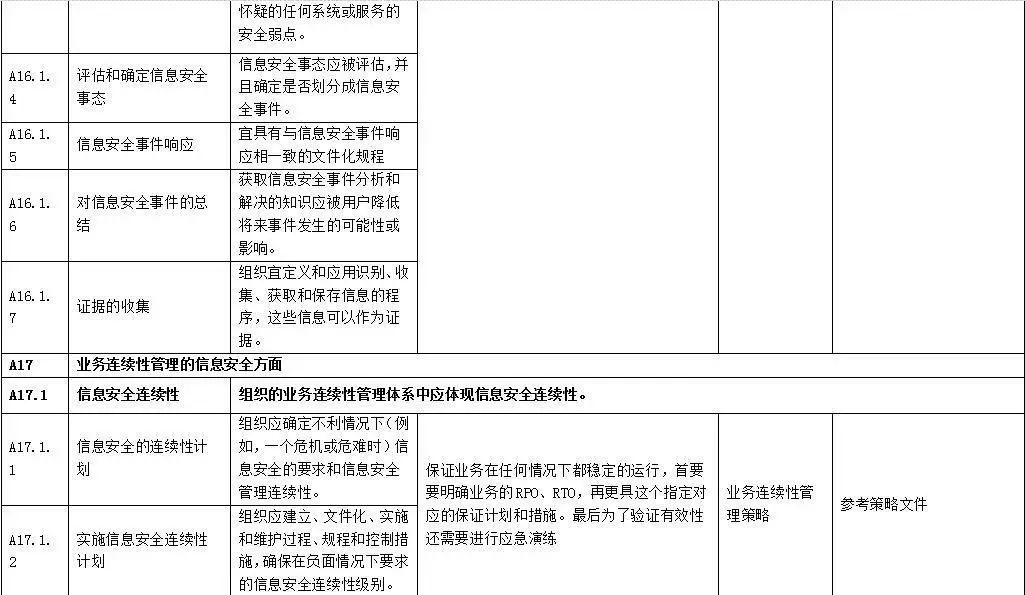 怀疑的任何系统或服务的
安全弱点。
A16.1.
4
评估和确定信息安全
事态
信息安全事态应被评估，并
且确定是否划分成信息安
全事件。
A16.1.
5
信息安全事件响应
宜具有与信息安全事件响
应相一致的文件化规程
A16.1.
6
对信息安全事件的总
结
获取信息安全事件分析和
解决的知识应被用户降低
将来事件发生的可能性或
影响。
A16.1.
7
证据的收集
组织宜定义和应用识别、收
集、获取和保存信息的程
序，这些信息可以作为证
据。
A17
业务连续性管理的信息安全方面
A17.1
信息安全连续性
组织的业务连续性管理体系中应体现信息安全连续性。
A17.1.
1
信息安全的连续性计
划
组织应确定不利情况下（例
如，一个危机或危难时）信
息安全的要求和信息安全
管理连续性。
保证业务在任何情况下都稳定的运行，首要
要明确业务的RPO、RTO，再更具这个指定对
应的保证计划和措施。最后为了验证有效性
还需要进行应急演练
业务连续性管
理策略
参考策略文件
A17.1.
2
实施信息安全连续性
计划
组织应建立、文件化、实施
和维护过程、规程和控制措
施，确保在负面情况下要求
的信息安全连续性级别。